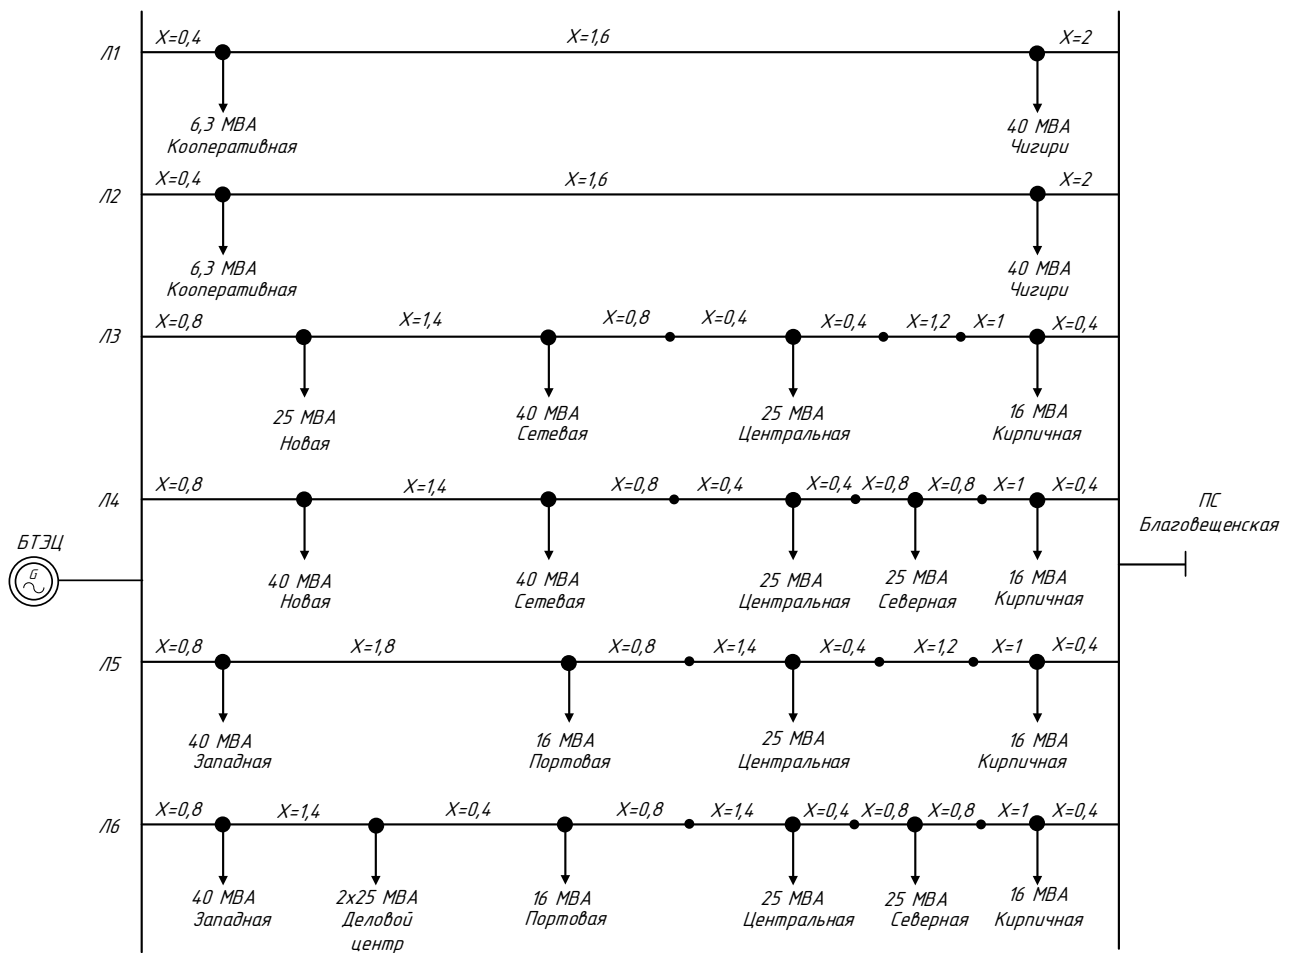 Л1
X=0,4
X=1,6
X=2
6,3 МВА
Кооперативная
40 МВА
Чигири
Л2
X=0,4
X=1,6
X=2
6,3 МВА
Кооперативная
40 МВА
Чигири
Л3
X=0,8
X=1,4
X=0,8
X=0,4
X=0,4
X=1,2
X=1
X=0,4
25 МВА
Новая
40 МВА
Сетевая
25 МВА
Центральная
16 МВА
Кирпичная
Л4
X=0,8
X=1,4
X=0,8
X=0,4
X=0,4
X=0,8
X=0,8
X=1
X=0,4
40 МВА
Новая
40 МВА
Сетевая
25 МВА
Центральная
25 МВА
Северная
16 МВА
Кирпичная
БТЭЦ
G
ПС
Благовещенская
Л5
X=0,8
X=1,8
X=0,8
X=1,4
X=0,4
X=1,2
X=1
X=0,4
40 МВА
Западная
16 МВА
Портовая
25 МВА
Центральная
16 МВА
Кирпичная
Л6
X=0,8
X=1,4
X=0,4
X=0,8
X=1,4
X=0,4
X=0,8
X=0,8
X=1
X=0,4
40 МВА
Западная
2х25 МВА
Деловой
центр
16 МВА
Портовая
25 МВА
Центральная
25 МВА
Северная
16 МВА
Кирпичная